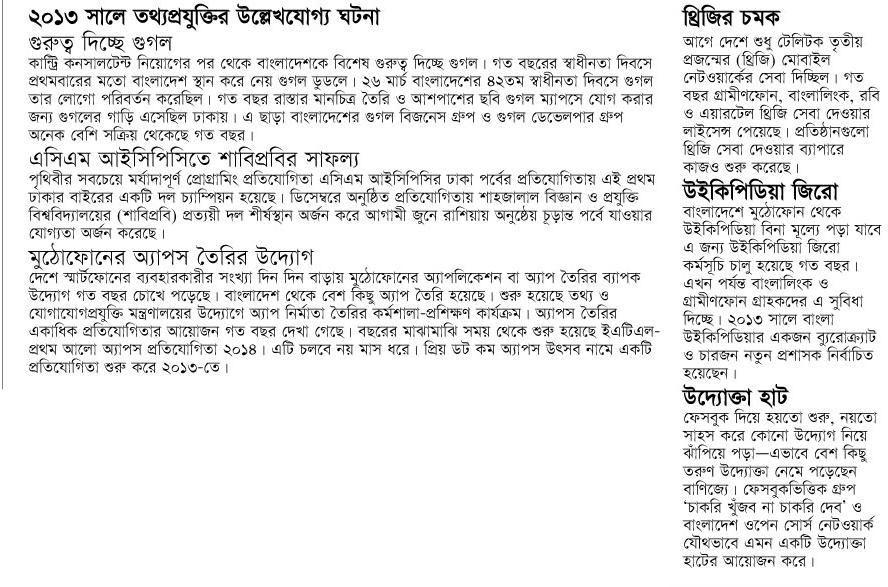 ২০১৩ সালে তথ্যপ্রযুক্তির উল্লেখযোগ্য ঘটনা
গুরুত্ব দিচ্ছে গুগল
কান্ট্রি কনসালটেন্ট নিয়োগের পর থেকে বাংলাদেশকে বিশেষ গুরুত্ব দিচ্ছে গুগল। গত বছরের স্বাধীনতা দিবসে
প্রথমবারের মতো বাংলাদেশ স্থান করে নেয় গুগল ডুডলে। ২৬ মার্চ বাংলাদেশের ৪২তম স্বাধীনতা দিবসে গুগল
তার লোগো পরিবর্তন করেছিল। গত বছর রাস্তার মানচিত্র তৈরি ও আশপাশের ছবি গুগল ম্যাপসে যোগ করার
জন্য গুগলের গাড়ি এসেছিল ঢাকায়। এ ছাড়া বাংলাদেশের গুগল বিজনেস গ্রুপ ও গুগল ডেভেলপার গ্রুপ
অনেক বেশি সক্রিয় থেকেছে গত বছর।
এসিএম আইসিপিসিতে শাবিপ্রবির সাফল্য
পৃথিবীর সবচেয়ে মর্যাদাপূর্ণ প্রোগ্রামিং প্রতিযোগিতা এসিএম আইসিপিসির ঢাকা পর্বের প্রতিযোগিতায় এই প্রথম
ঢাকার বাইরের একটি দল চ্যাম্পিয়ন হয়েছে। ডিসেম্বরে অনুষ্ঠিত প্রতিযোগিতায় শাহজালাল বিজ্ঞান ও প্রযুক্তি
বিশ্ববিদ্যালয়ের (শাবিপ্রবি) প্রত্যয়ী দল শীর্ষস্থান অর্জন করে আগামী জুনে রাশিয়ায় অনুষ্ঠেয় চূড়ান্ত পর্বে যাওয়ার
যোগ্যতা অর্জন করেছে।
মুঠোফোনের অ্যাপস তৈরির উদ্যোগ
দেশে স্মার্টফোনের ব্যবহারকারীর সংখ্যা দিন দিন বাড়ায় মুঠোফোনের অ্যাপলিকেশন বা অ্যাপ তৈরির ব্যাপক
উদ্যোগ গত বছর চোখে পড়েছে। বাংলাদেশ থেকে বেশ কিছু অ্যাপ তৈরি হয়েছে। শুরু হয়েছে তথ্য ও
যোগাযোগপ্রযুক্তি মন্ত্রণালয়ের উদ্যোগে অ্যাপ নির্মাতা তৈরির কর্মশালা-প্রশিক্ষণ কার্যক্রম। অ্যাপস তৈরির
একাধিক প্রতিযোগিতার আয়োজন গত বছর দেখা গেছে। বছরের মাঝামাঝি সময় থেকে শুরু হয়েছে ইএটিএল-
প্রথম আলো অ্যাপস প্রতিযোগিতা ২০১৪। এটি চলবে নয় মাস ধরে। প্রিয় ডট কম অ্যাপস উৎসব নামে একটি
প্রতিযোগিতা শুরু করে ২০১৩-তে।
থ্রিজির চমক
আগে দেশে শুধু টেলিটক তৃতীয়
প্রজন্মের (থ্রিজি) মোবাইল
নেটওয়ার্কের সেবা দিচ্ছিল। গত
বছর গ্রামীণফোন, বাংলালিংক, রবি
ও এয়ারটেল থ্রিজি সেবা দেওয়ার
লাইসেন্স পেয়েছে। প্রতিষ্ঠানগুলো
থ্রিজি সেবা দেওয়ার ব্যাপারে
কাজও শুরু করেছে।
উইকিপিডিয়া জিরো
বাংলাদেশে মুঠোফোন থেকে
উইকিপিডিয়া বিনা মূল্যে পড়া যাবে
এ জন্য উইকিপিডিয়া জিরো
কর্মসূচি চালু হয়েছে গত বছর।
এখন পর্যন্ত বাংলালিংক ও
গ্রামীণফোন গ্রাহকদের এ সুবিধা
দিচ্ছে। ২০১৩ সালে বাংলা
উইকিপিডিয়ার একজন ব্যুরোক্র্যাট
ও চারজন নতুন প্রশাসক নির্বাচিত
হয়েছেন।
উদ্যোক্তা হাট
ফেসবুক দিয়ে হয়তো শুরু, নয়তো
সাহস করে কোনো উদ্যোগ নিয়ে
ঝাঁপিয়ে পড়া—এভাবে বেশ কিছু
তরুণ উদ্যোক্তা নেমে পড়েছেন
বাণিজ্যে। ফেসবুকভিত্তিক গ্রুপ
‘চাকরি খুঁজব না চাকরি দেব’ ও
বাংলাদেশ ওপেন সোর্স নেটওয়ার্ক
যৌথভাবে এমন একটি উদ্যোক্তা
হাটের আয়োজন করে।